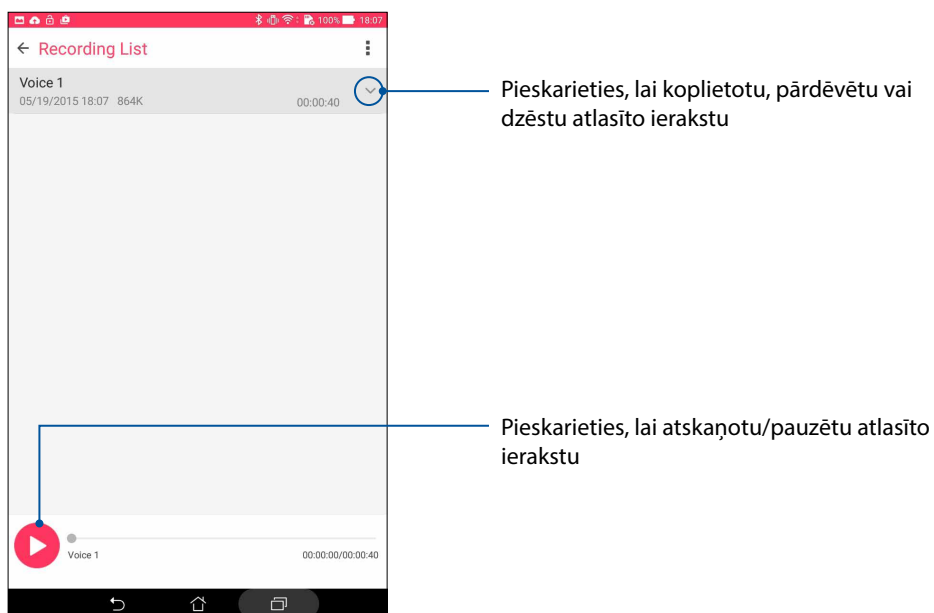 100% 18:07
Recording List
Voice 1
05/19/2015 18:07 864K 00:00:40
Pieskarieties, lai koplietotu, pārdēvētu vai
dzēstu atlasīto ierakstu
Pieskarieties, lai atskaņotu/pauzētu atlasīto
ierakstu
Voice 1 00:00:00/00:00:40